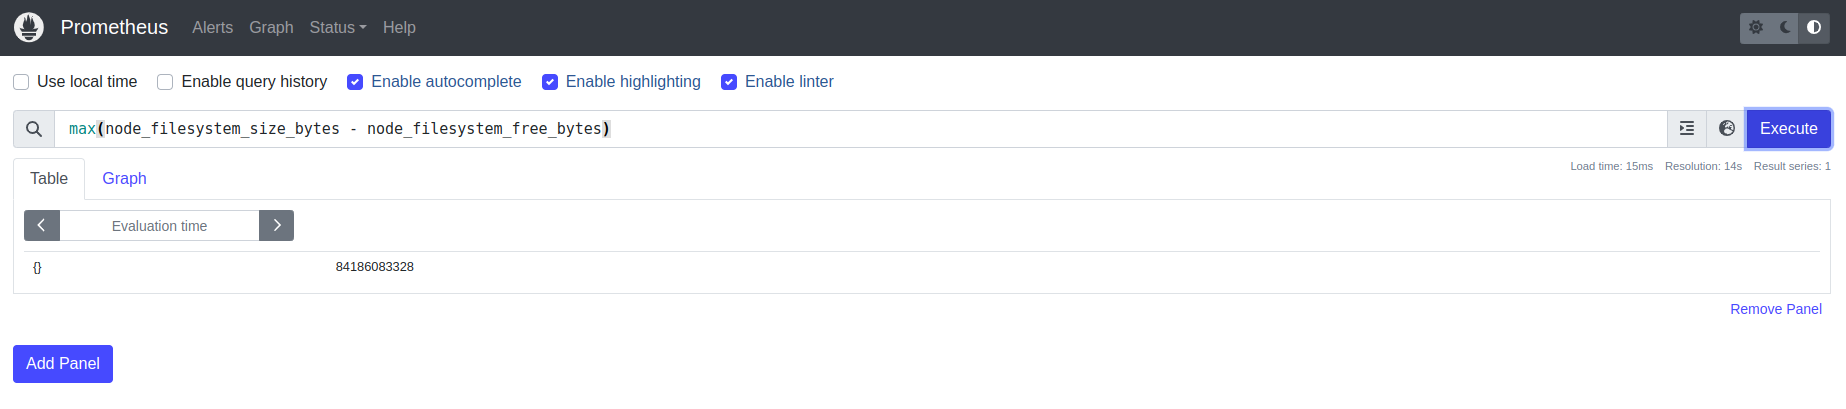 Prometheus Alerts Graph Status Help
Use local time Enable query history Enable autocomplete Enable highlighting Enable linter
max(node_filesystem_size_bytes - node_filesystem_free_bytes) Execute
Table Graph Load time: 15ms Resolution: 14s Result series: 1
Evaluation time
{} 84186083328
Remove Panel
Add Panel